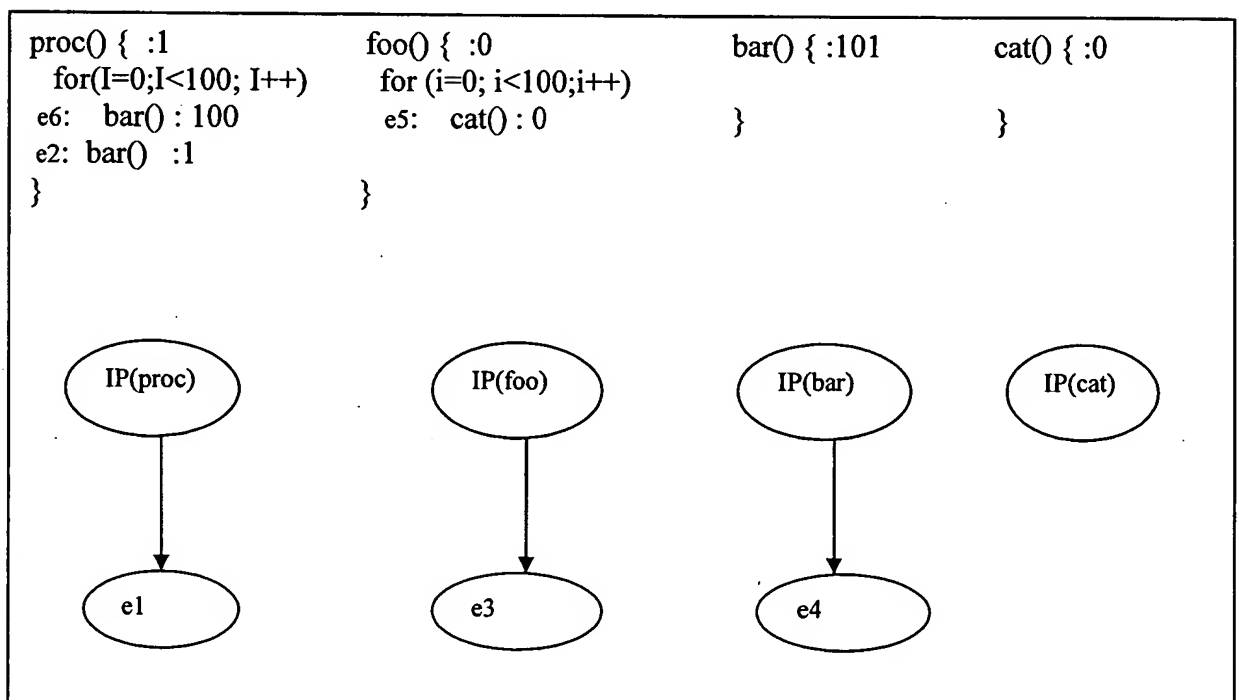 proc() { :1
for(I=0;I<100; I++)
e6: bar() : 100
e2: bar() :1
}
foo() { :0
for (i=0; i<100;i++)
e5: cat() : 0
}
bar() { :101
}
cat() { :0
}
IP(proc)
IP(foo)
IP(bar)
IP(cat)
e1
e3
e4